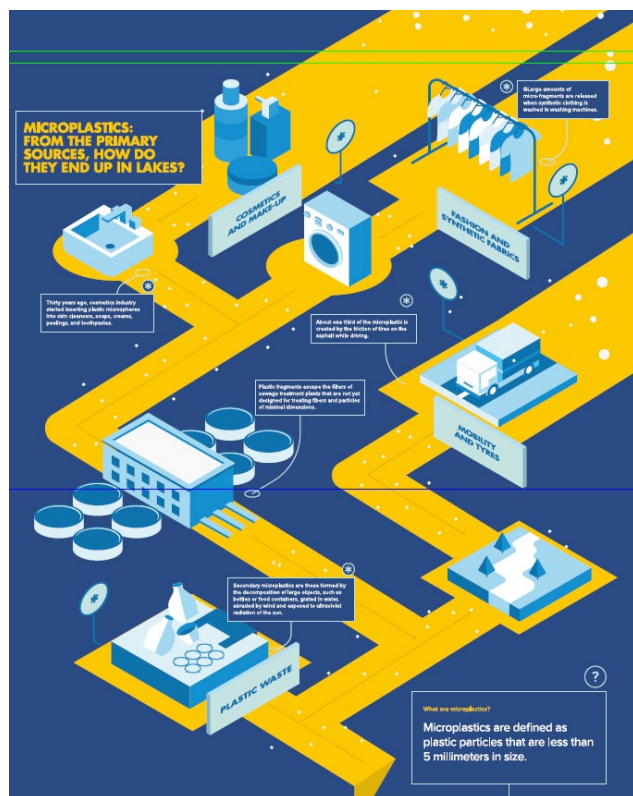 MICROPLASTICS:
FROM THE PRIMARY
SOURCES, HOW DO
THEY END UP IN LAKES?
COSMETICS
AND MAKE-UP
*
@Large amounts of
micro-fragments are released
when synthetic clothing is
washed in washing machines.
*
*
FASHION AND
SYNTHETIC FABRICS
*
Thirty years ago, cosmetics industry
started inserting plastic microspheres
into skin cleansers, soaps, creams,
peelings, and toothpastes.
*
About one third of the microplastic is
created by the friction of tires on the
asphalt while driving.
*
MOBILITY
AND TYRES
Plastic fragments escape the filters of
sewage treatment plants that are not yet
designed for treating fibers and particles
of minimal dimensions.
*
Secondary microplastics are those formed by
the decomposition of large objects, such as
bottles or food containers, grated in water,
abraded by wind and exposed to ultraviolet
radiation of the sun.
*
PLASTIC WASTE
?
What are microplastics?
Microplastics are defined as
plastic particles that are less than
5 millimeters in size.